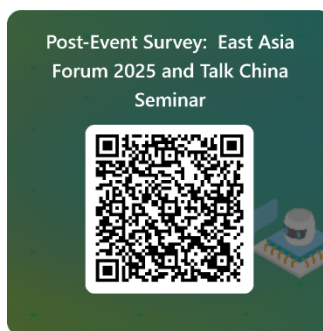 Post-Event Survey: East Asia
Forum 2025 and Talk China
Seminar